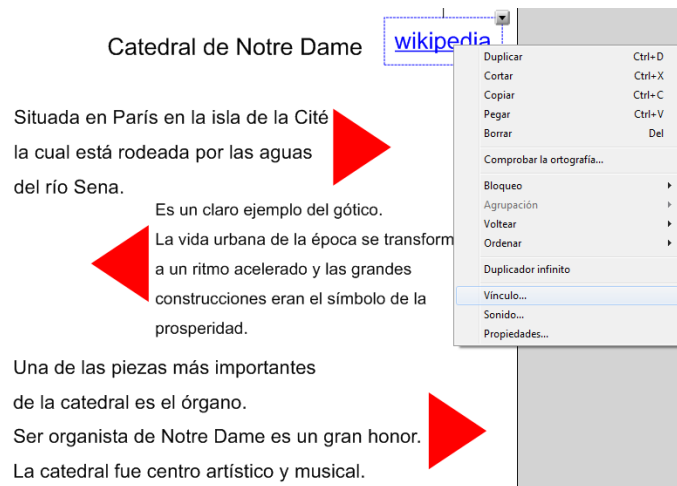 Catedral de Notre Dame
wikipedia
Situada en París en la isla de la Cité
la cual está rodeada por las aguas
del río Sena.
Es un claro ejemplo del gótico.
La vida urbana de la época se transform
a un ritmo acelerado y las grandes
construcciones eran el símbolo de la
prosperidad.
Una de las piezas más importantes
de la catedral es el órgano.
Ser organista de Notre Dame es un gran honor.
La catedral fue centro artístico y musical.
Duplicar Ctrl+D
Cortar Ctrl+X
Copiar Ctrl+C
Pegar Ctrl+V
Borrar Del
Comprobar la ortografía...
Bloqueo
Agrupación
Voltear
Ordenar
Duplicador infinito
Vínculo...
Sonido...
Propiedades...